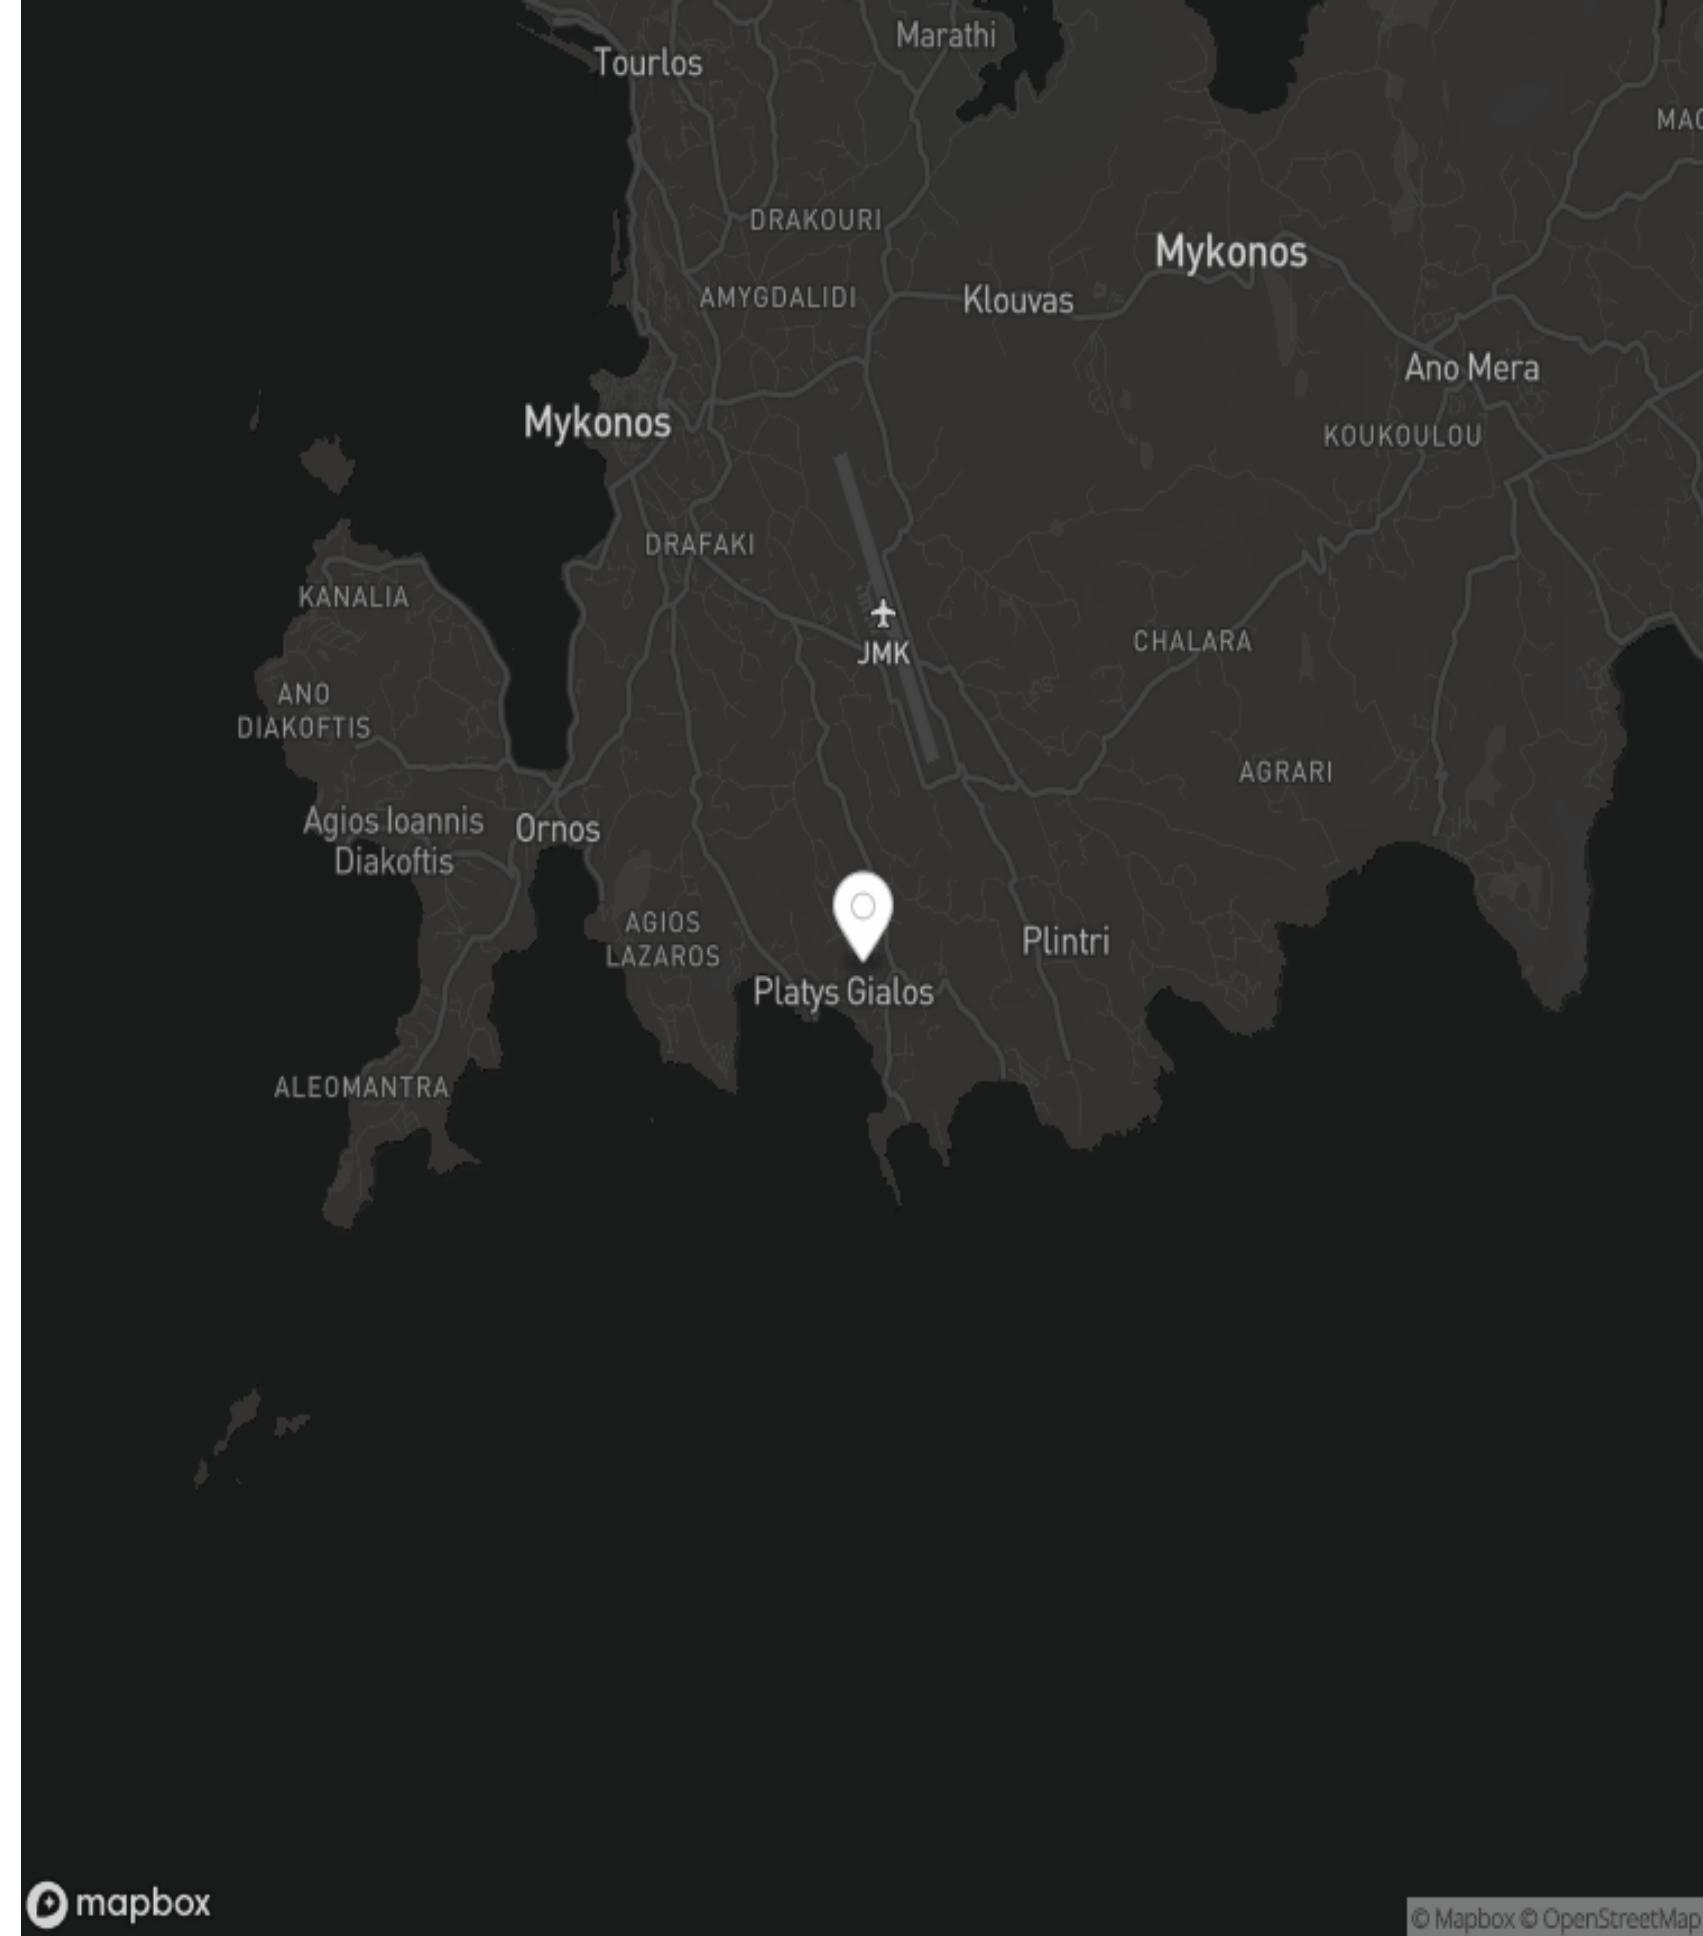 Marathi
Tourlos
MAO
DRAKOURI
Mykonos
AMYGDALIDI
Klouvas
Ano Mera
Mykonos
KOUKOULOU
DRAFAKI
KANALIA
CHALARA
JMK
ANO
DIAKOFTIS
AGRARI
Agios Ioannis
Diakoftis
Ornos
AGIOS
LAZAROS
Plintri
Platys Gialos
ALEOMANTRA
mapbox
© Mapbox © OpenStreetMap